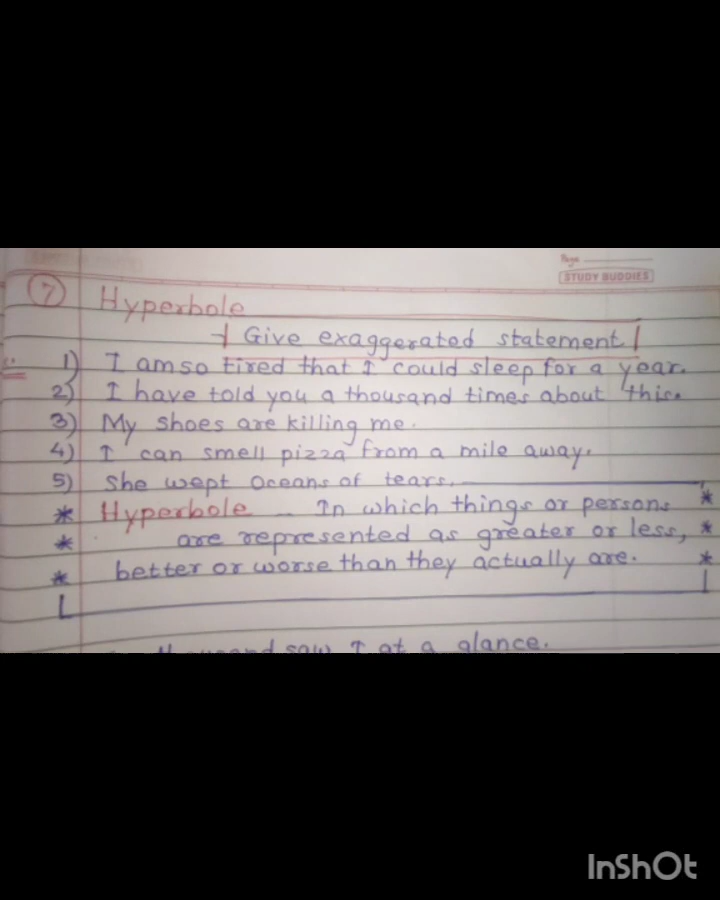 Page
STUDY BUDDIES
7 Hyperbole
Give exaggerated statement
1) I am so tired that I could sleep for a year.
2) I have told you a thousand times about this.
3) My shoes are killing me.
4) I can smell pizza from a mile away.
5) She wept oceans of tears.
* Hyperbole - In which things or persons *
* are represented as greater or less, *
* better or worse than they actually are. *
thousand saw I at a glance.
InShOt